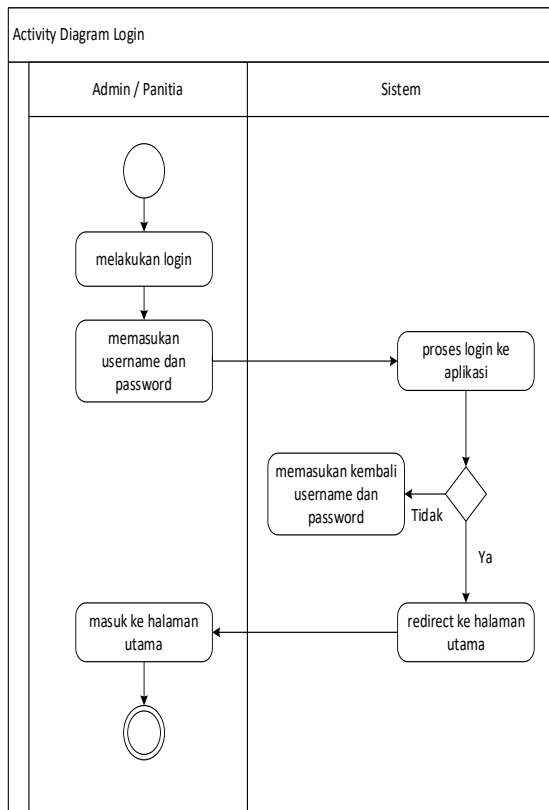 Activity Diagram Login
Admin / Panitia
Sistem
melakukan login
memasukan
username dan
password
proses login ke
aplikasi
memasukan kembali
username dan
password
Tidak
Ya
masuk ke halaman
utama
redirect ke halaman
utama